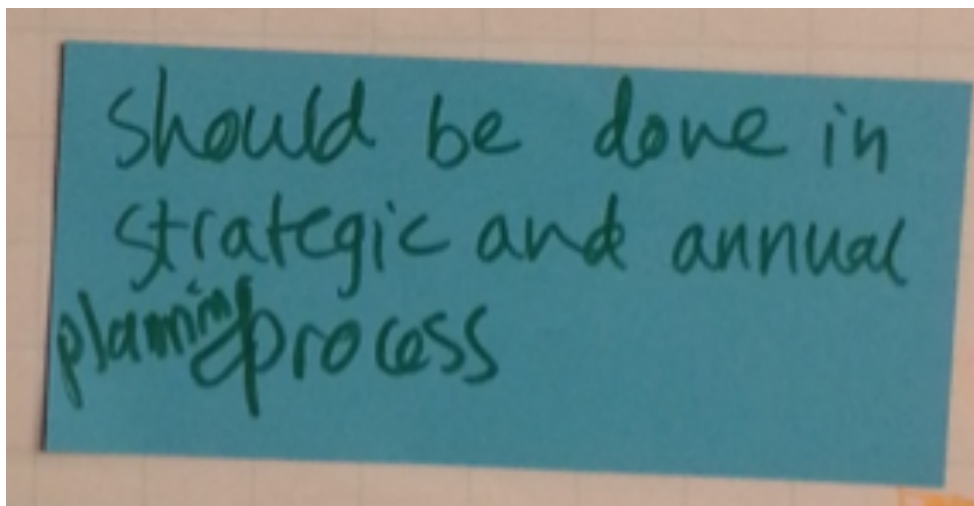 should be done in
strategic and annual
planning process